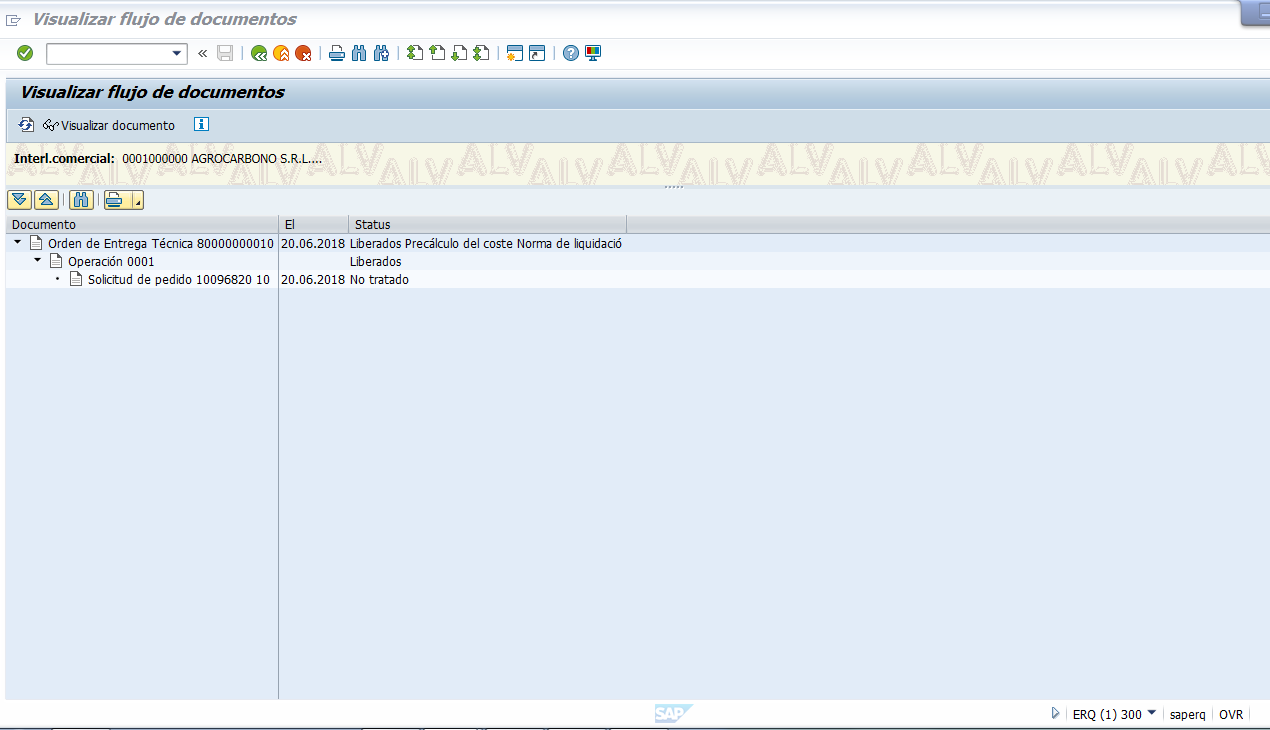 Visualizar flujo de documentos
Visualizar flujo de documentos
Visualizar documento
Interl.comercial: 0001000000 AGROCARBONO S.R.L....
Documento El Status
Orden de Entrega Técnica 80000000010 20.06.2018 Liberados Precálculo del coste Norma de liquidació
Operación 0001 Liberados
Solicitud de pedido 10096820 10 20.06.2018 No tratado
SAP ERQ (1) 300 saperq OVR